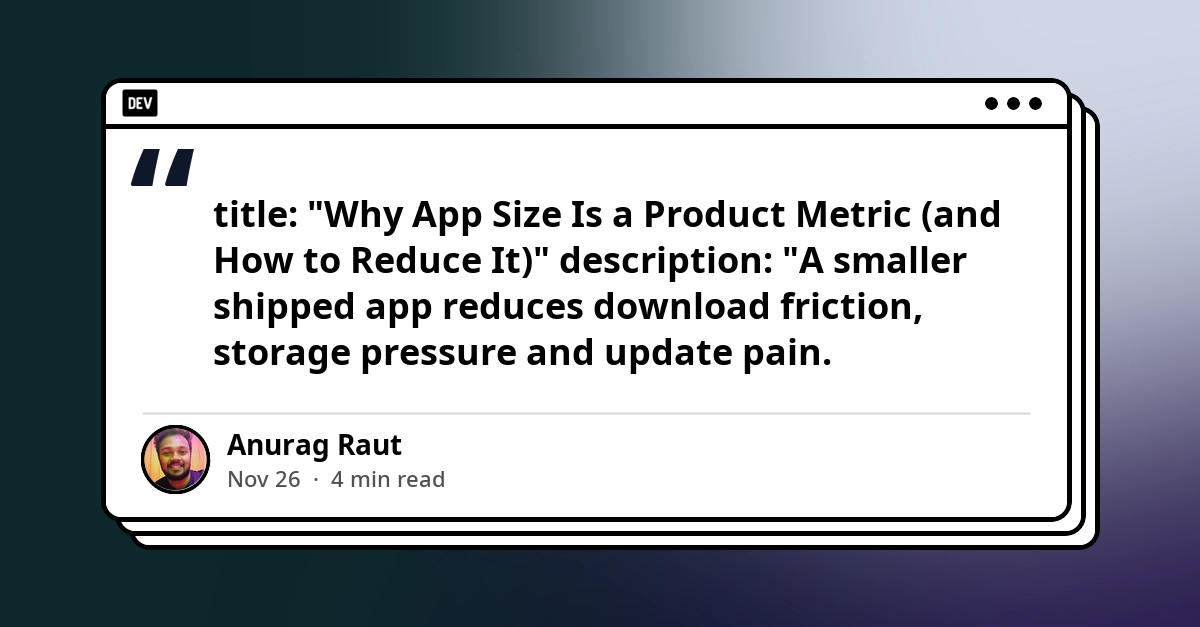 DEV
title: "Why App Size Is a Product Metric (and
How to Reduce It)" description: "A smaller
shipped app reduces download friction,
storage pressure and update pain.
Anurag Raut
Nov 26 · 4 min read